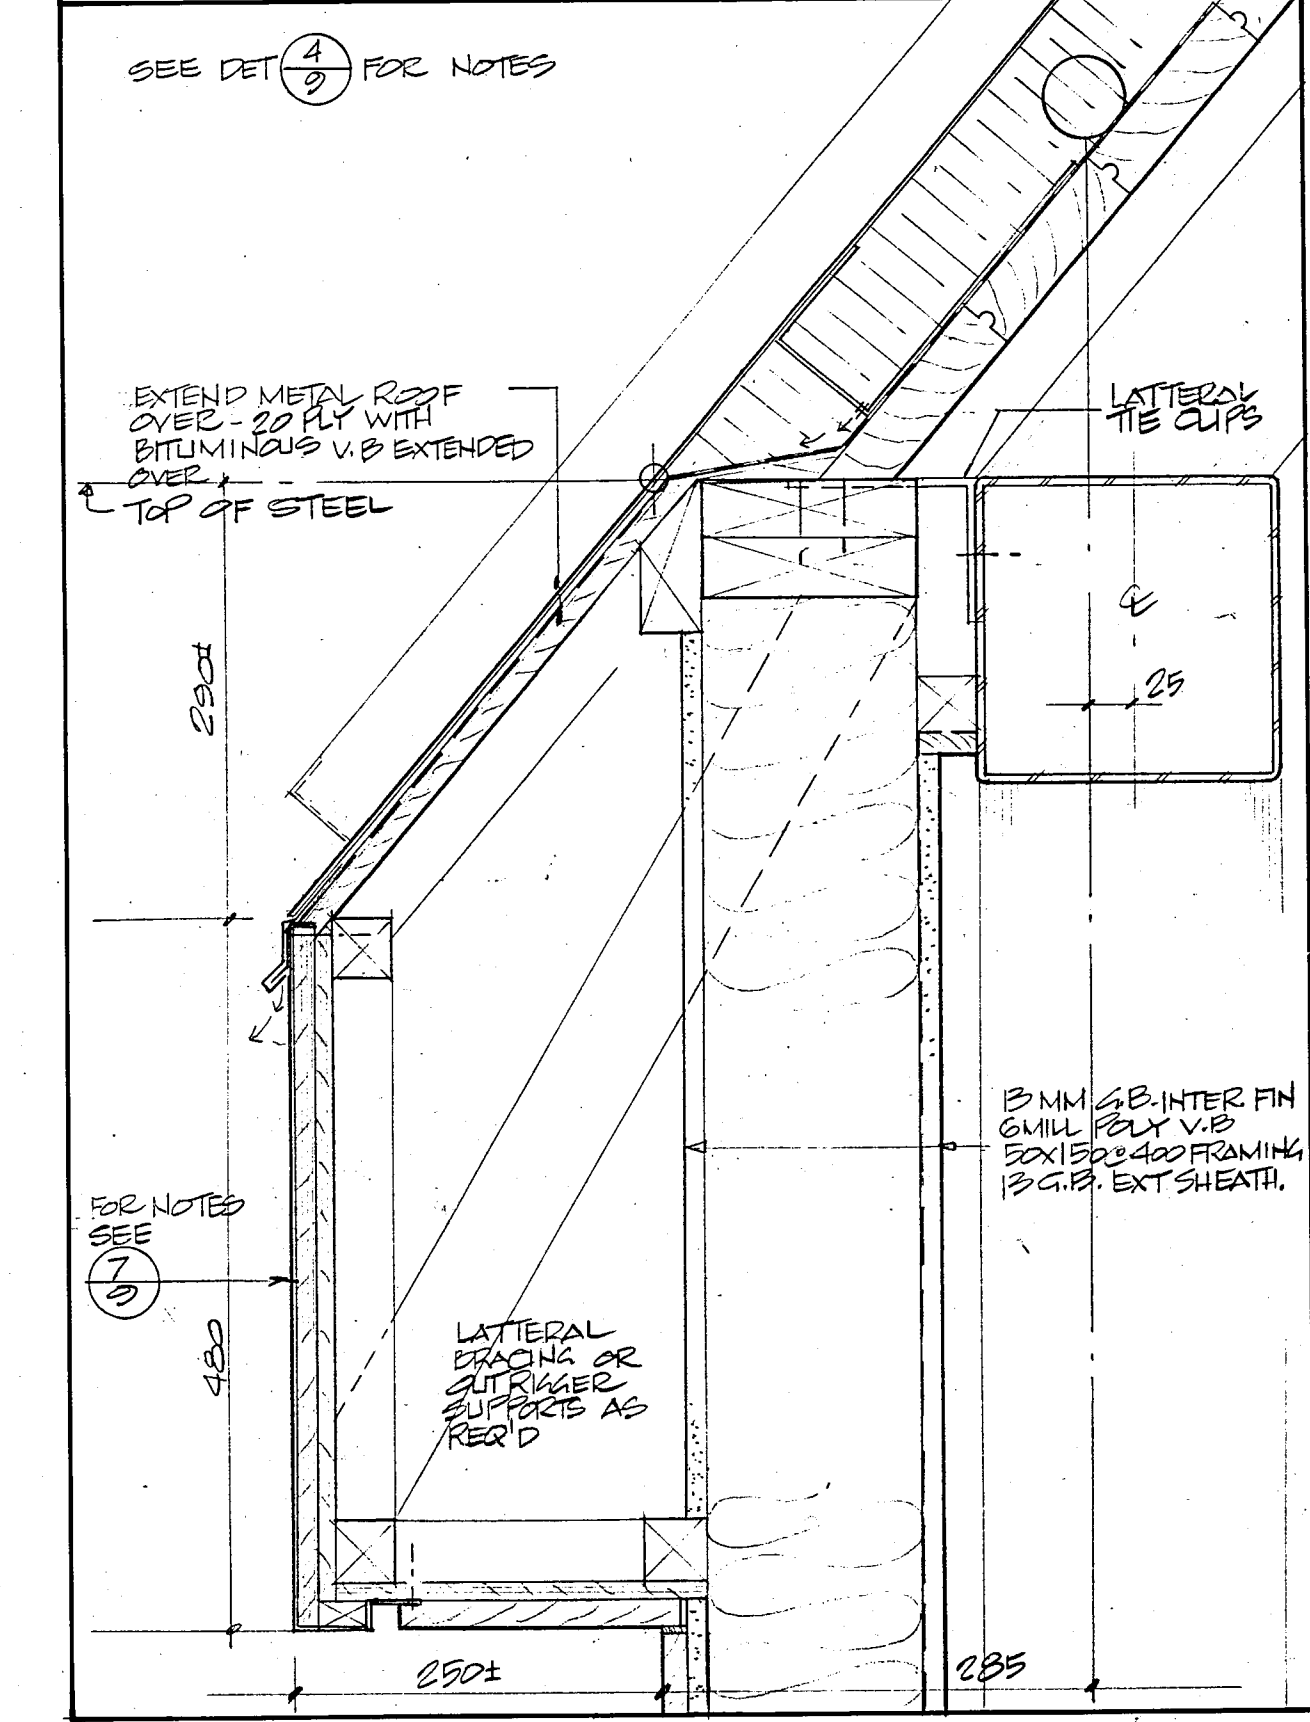 SEE DET 4/9 FOR NOTES
EXTEND METAL ROOF
OVER - 20 PLY WITH
BITUMINOUS V.B EXTENDED
OVER
TOP OF STEEL
LATTERAL
TIE CLIPS
℄
25
290±
13 MM G.B-INTER. FIN
6 MILL POLY V.B
50X150@400 FRAMING
13 G.B. EXT SHEATH.
FOR NOTES
SEE
7/9
480
LATTERAL
BRACING OR
OUTRIGGER
SUPPORTS AS
REQ'D
250±
285